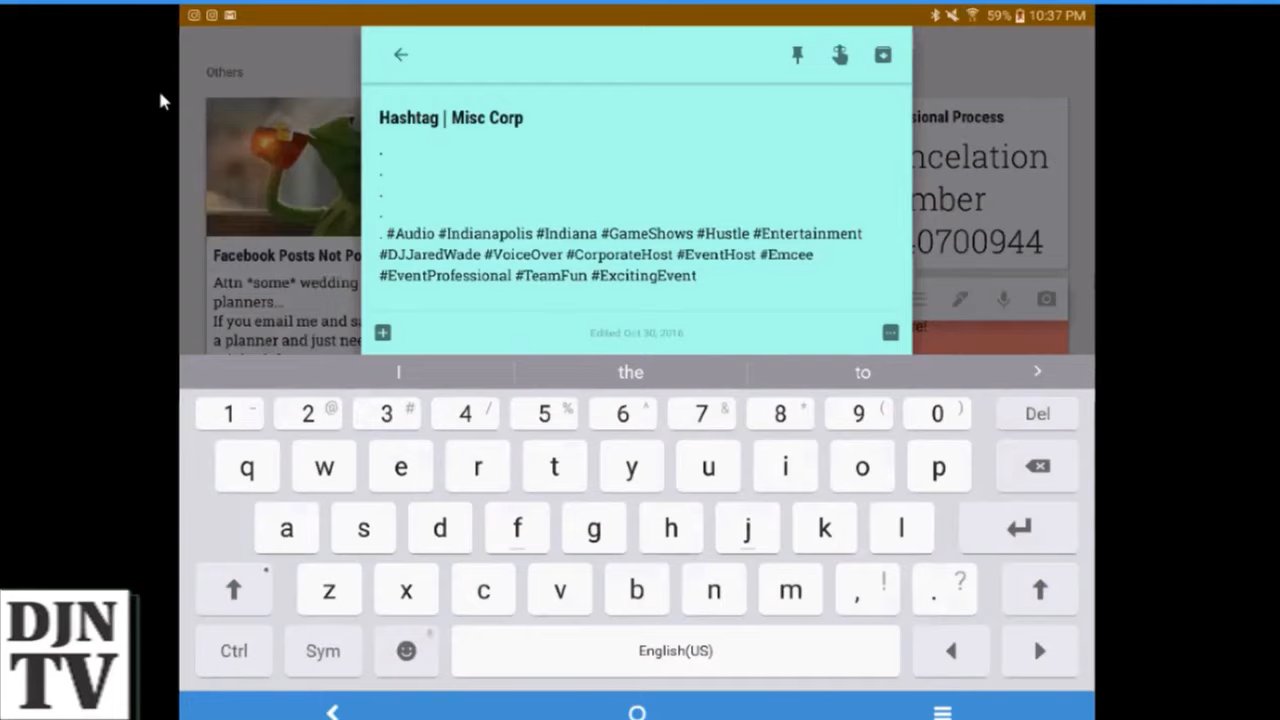 59% 10:37 PM
Others
Hashtag | Misc Corp
.
.
.
.
. #Audio #Indianapolis #Indiana #GameShows #Hustle #Entertainment
#DJJaredWade #VoiceOver #CorporateHost #EventHost #Emcee
#EventProfessional #TeamFun #ExcitingEvent
Edited Oct 30, 2016
Facebook Posts Not Po
Attn *some* wedding
planners...
If you email me and sa
a planner and just nee
sional Process
ncelation
mber
40700944
re!
I the to
1 - 2 @ 3 # 4 / 5 % 6 ^ 7 & 8 * 9 ( 0 ) Del
q w e r t y u i o p
a s d f g h j k l
z x c v b n m , ! . ?
Ctrl Sym English(US)
DJN
TV